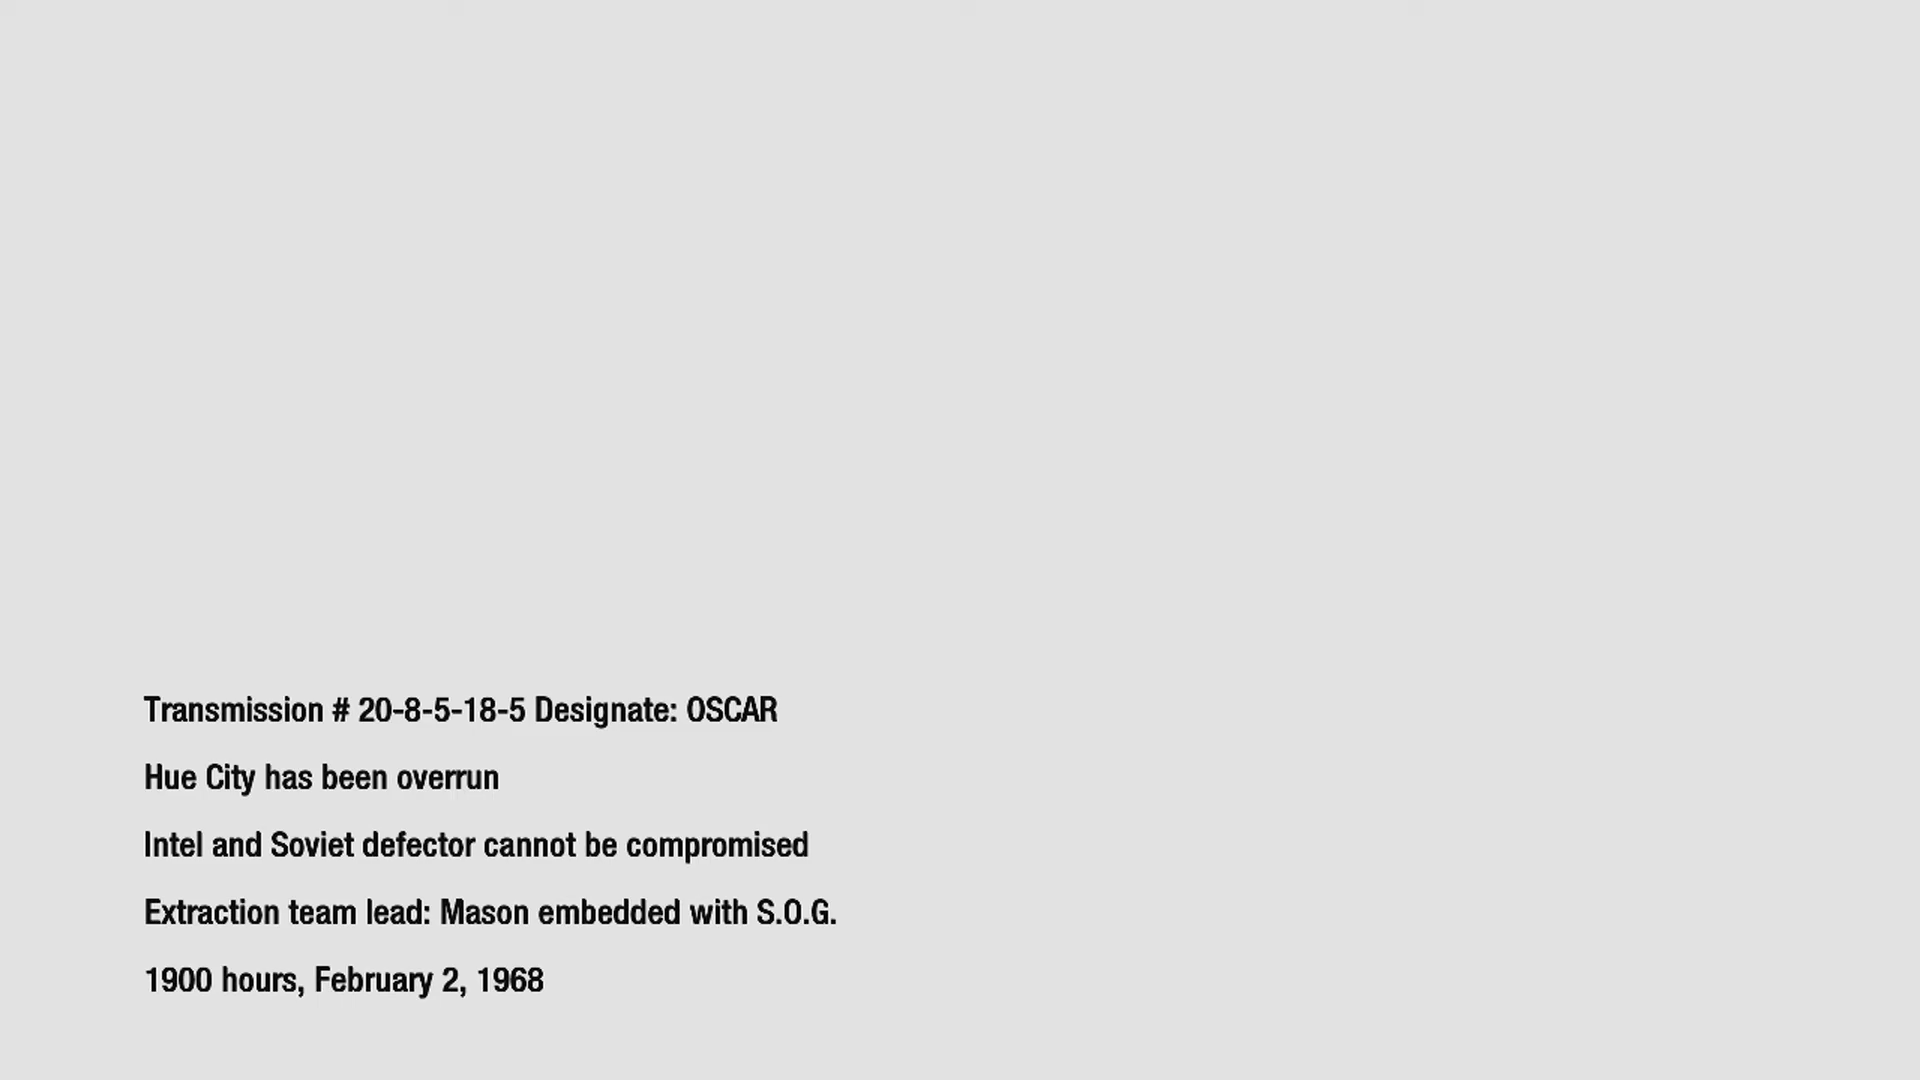 Transmission # 20-8-5-18-5 Designate: OSCAR
Hue City has been overrun
Intel and Soviet defector cannot be compromised
Extraction team lead: Mason embedded with S.O.G.
1900 hours, February 2, 1968